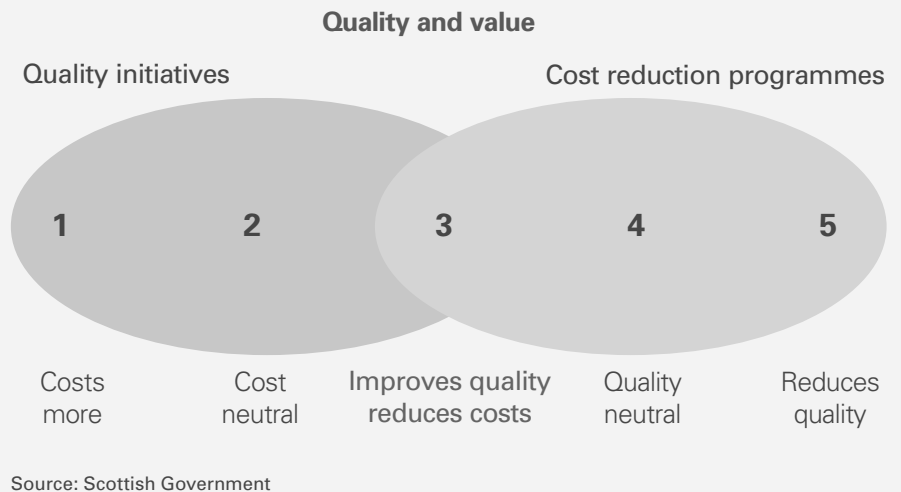 Quality and value
Quality initiatives
Cost reduction programmes
1
2
3
4
5
Costs
more
Cost
neutral
Improves quality
reduces costs
Quality
neutral
Reduces
quality
Source: Scottish Government